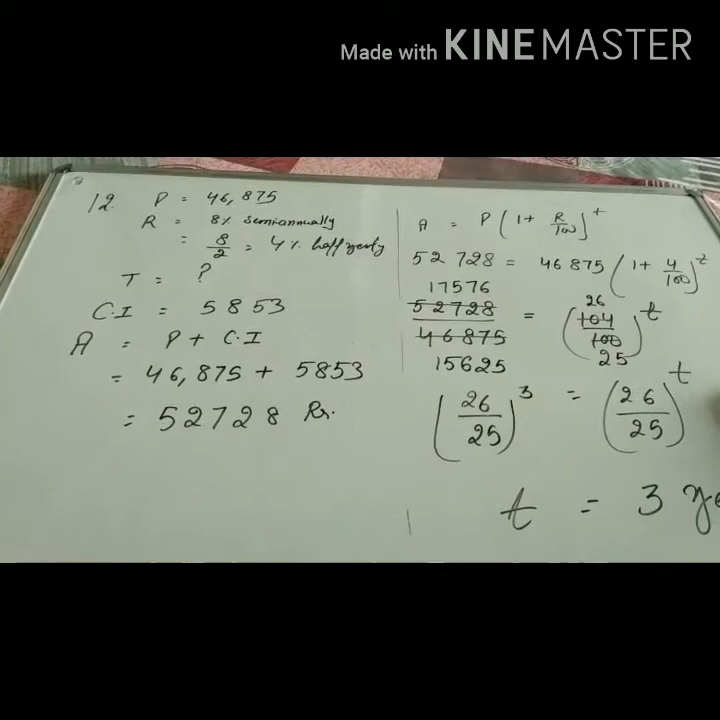 Made with KINEMASTER
12. P = 46,875
R = 8% semiannually
= 8/2 = 4% half yearly
T = ?
C.I = 5853
A = P + C.I
= 46,875 + 5853
= 52728 Rs.
A = P(1 + R/100)^t
52728 = 46875(1 + 4/100)^t
17576 26
52728/46875 = (104/100)^t
15625 25
(26/25)^3 = (26/25)^t
t = 3